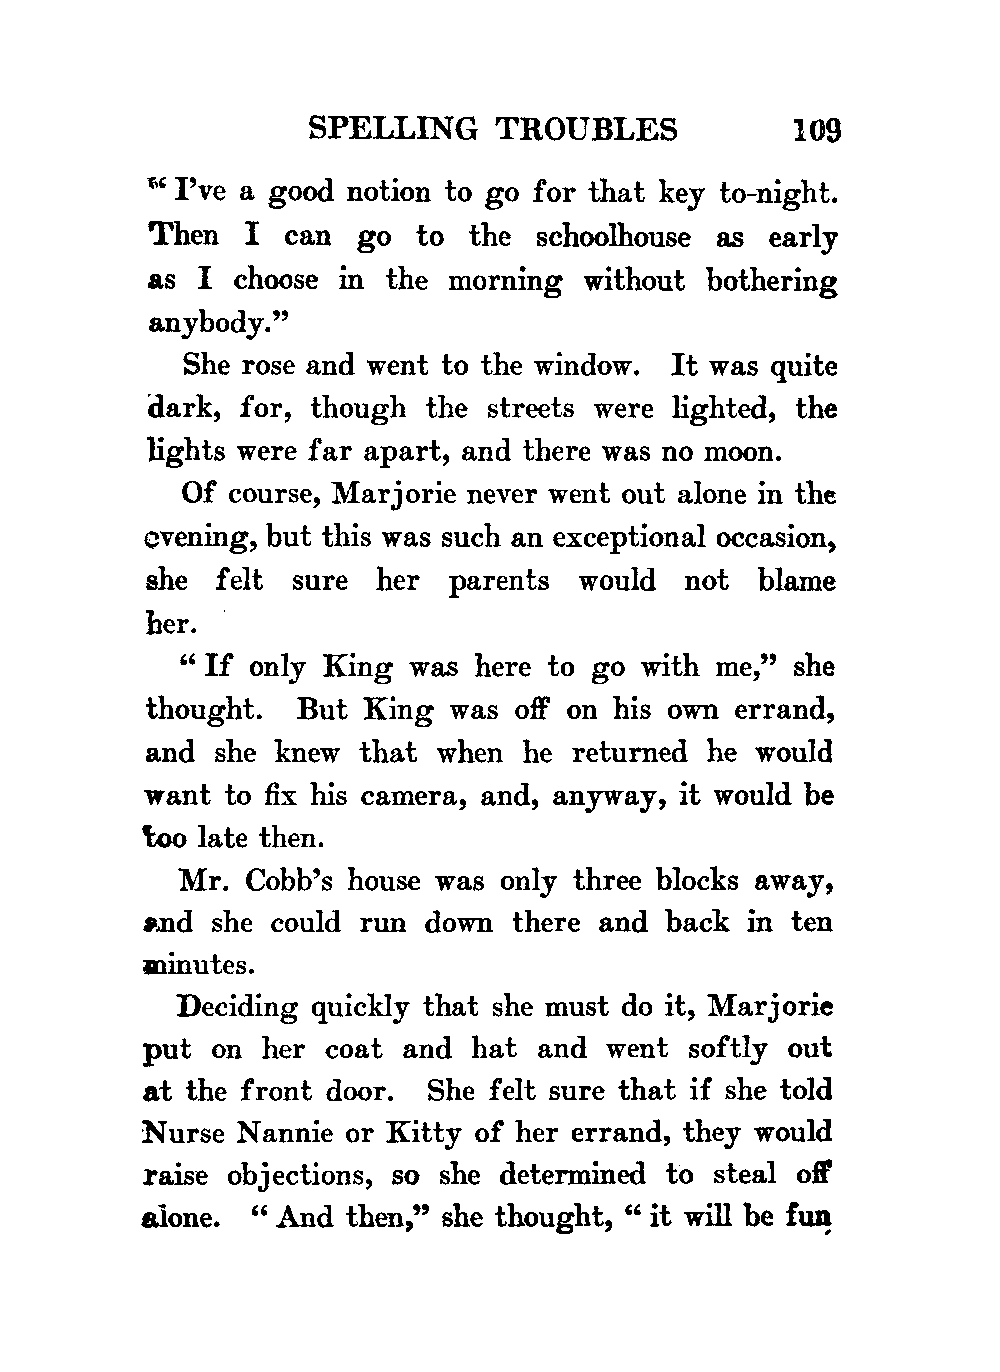 SPELLING TROUBLES 109
“ I’ve a good notion to go for that key to-night.
Then I can go to the schoolhouse as early
as I choose in the morning without bothering
anybody.”
She rose and went to the window. It was quite
dark, for, though the streets were lighted, the
lights were far apart, and there was no moon.
Of course, Marjorie never went out alone in the
evening, but this was such an exceptional occasion,
she felt sure her parents would not blame
her.
“ If only King was here to go with me,” she
thought. But King was off on his own errand,
and she knew that when he returned he would
want to fix his camera, and, anyway, it would be
too late then.
Mr. Cobb’s house was only three blocks away,
and she could run down there and back in ten
minutes.
Deciding quickly that she must do it, Marjorie
put on her coat and hat and went softly out
at the front door. She felt sure that if she told
Nurse Nannie or Kitty of her errand, they would
raise objections, so she determined to steal off
alone. “ And then,” she thought, “ it will be fun